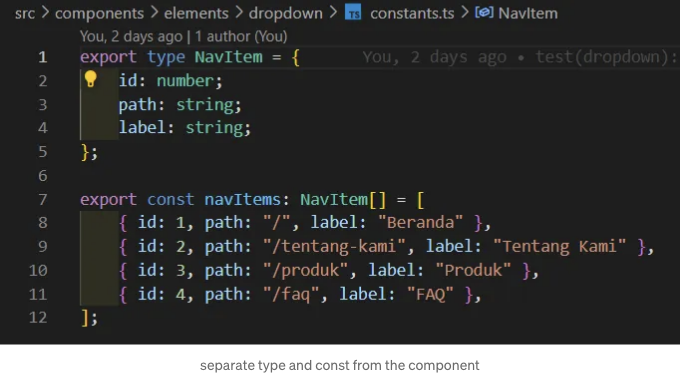 src > components > elements > dropdown > TS constants.ts > NavItem
You, 2 days ago | 1 author (You)
1 export type NavItem = { You, 2 days ago • test(dropdown):
2 id: number;
3 path: string;
4 label: string;
5 };
6
7 export const navItems: NavItem[] = [
8 { id: 1, path: "/", label: "Beranda" },
9 { id: 2, path: "/tentang-kami", label: "Tentang Kami" },
10 { id: 3, path: "/produk", label: "Produk" },
11 { id: 4, path: "/faq", label: "FAQ" },
12 ];
separate type and const from the component